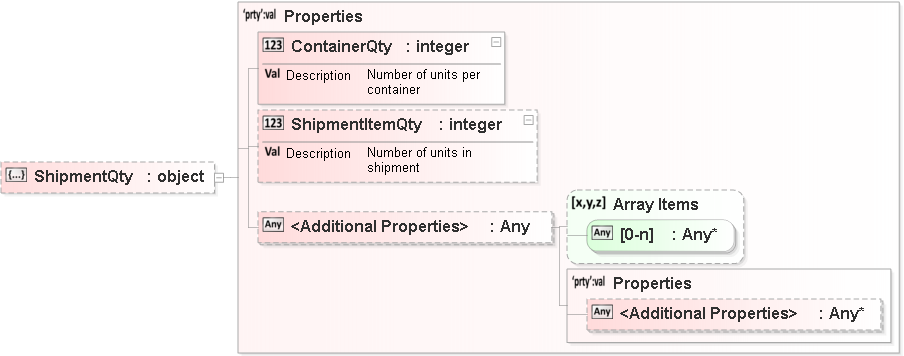 'prty':val Properties
123 ContainerQty : integer
Val Description Number of units per
container
123 ShipmentItemQty : integer
Val Description Number of units in
shipment
{...} ShipmentQty : object
Any <Additional Properties> : Any
[x,y,z] Array Items
Any [0-n] : Any*
'prty':val Properties
Any <Additional Properties> : Any*